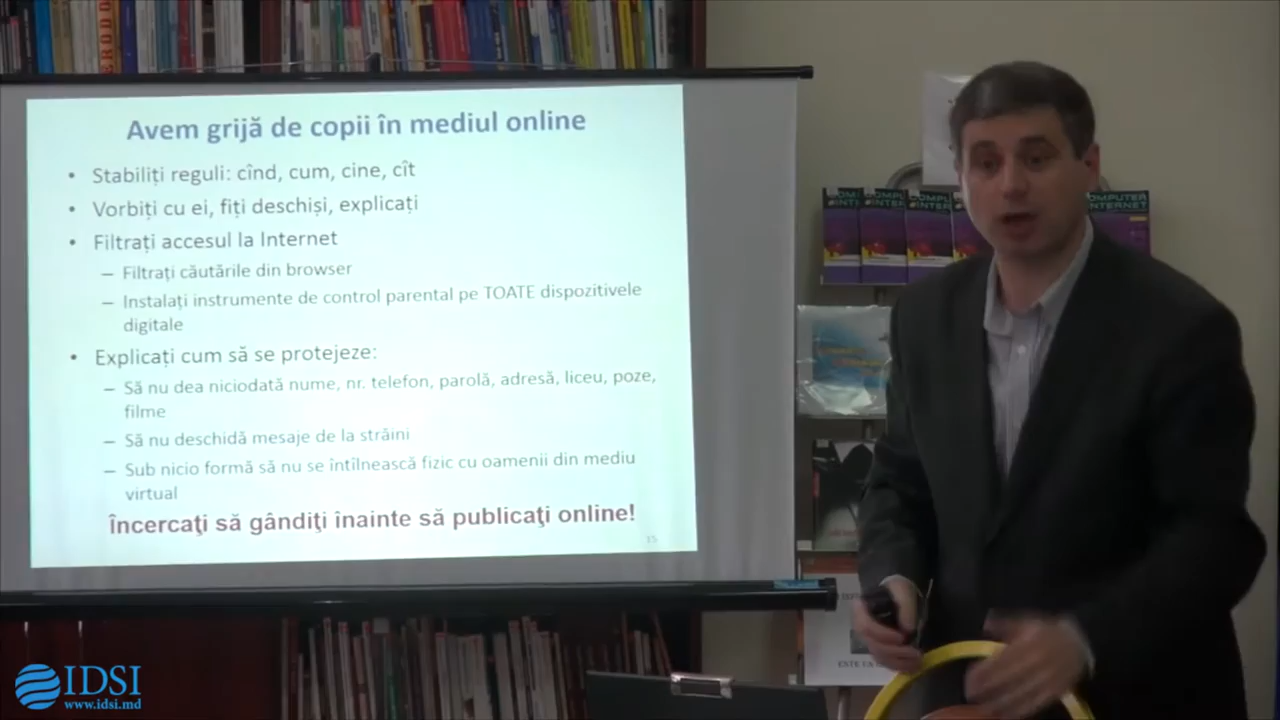 Avem grijă de copii în mediul online
• Stabiliți reguli: cînd, cum, cine, cît
• Vorbiți cu ei, fiți deschiși, explicați
• Filtrați accesul la Internet
– Filtrați căutările din browser
– Instalați instrumente de control parental pe TOATE dispozitivele
digitale
• Explicați cum să se protejeze:
– Să nu dea niciodată nume, nr. telefon, parolă, adresă, liceu, poze,
filme
– Să nu deschidă mesaje de la străini
– Sub nicio formă să nu se întîlnească fizic cu oamenii din mediu
virtual
Încercaţi să gândiţi înainte să publicaţi online!
15
COMPUTER
INTERNET
IDSI
www.idsi.md